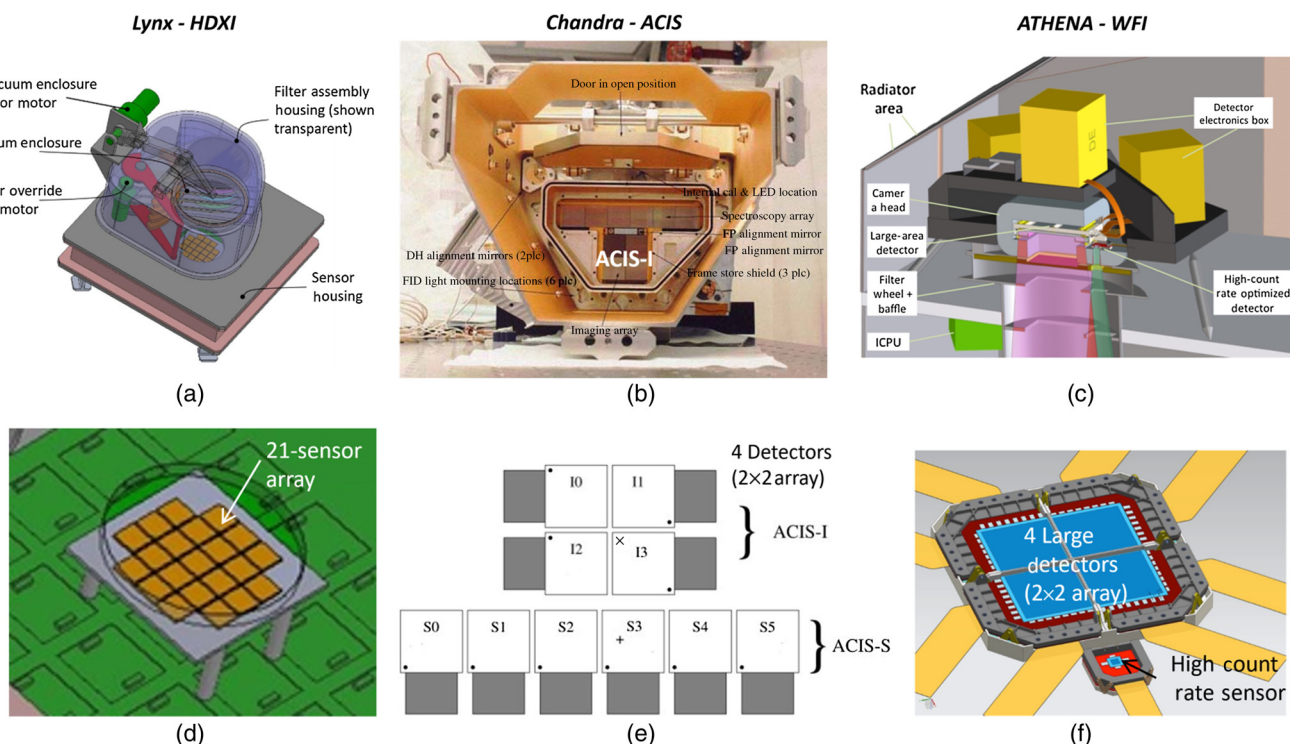 Lynx - HDXI
Chandra - ACIS
ATHENA - WFI
cuum enclosure
or motor
um enclosure
r override
motor
Filter assembly
housing (shown
transparent)
Sensor
housing
(a)
Door in open position
Internal cal & LED location
Spectroscopy array
FP alignment mirror
FP alignment mirror
DH alignment mirrors (2plc)
ACIS-I
Frame store shield (3 plc)
FID light mounting locations (6 plc)
Imaging array
(b)
Radiator
area
DE
Detector
electronics box
Camer
a head
Large-area
detector
Filter
wheel +
baffle
High-count
rate optimized
detector
ICPU
(c)
21-sensor
array
(d)
4 Detectors
(2×2 array)
I0
I1
I2
I3
ACIS-I
S0
S1
S2
S3
S4
S5
ACIS-S
(e)
4 Large
detectors
(2×2 array)
High count
rate sensor
(f)